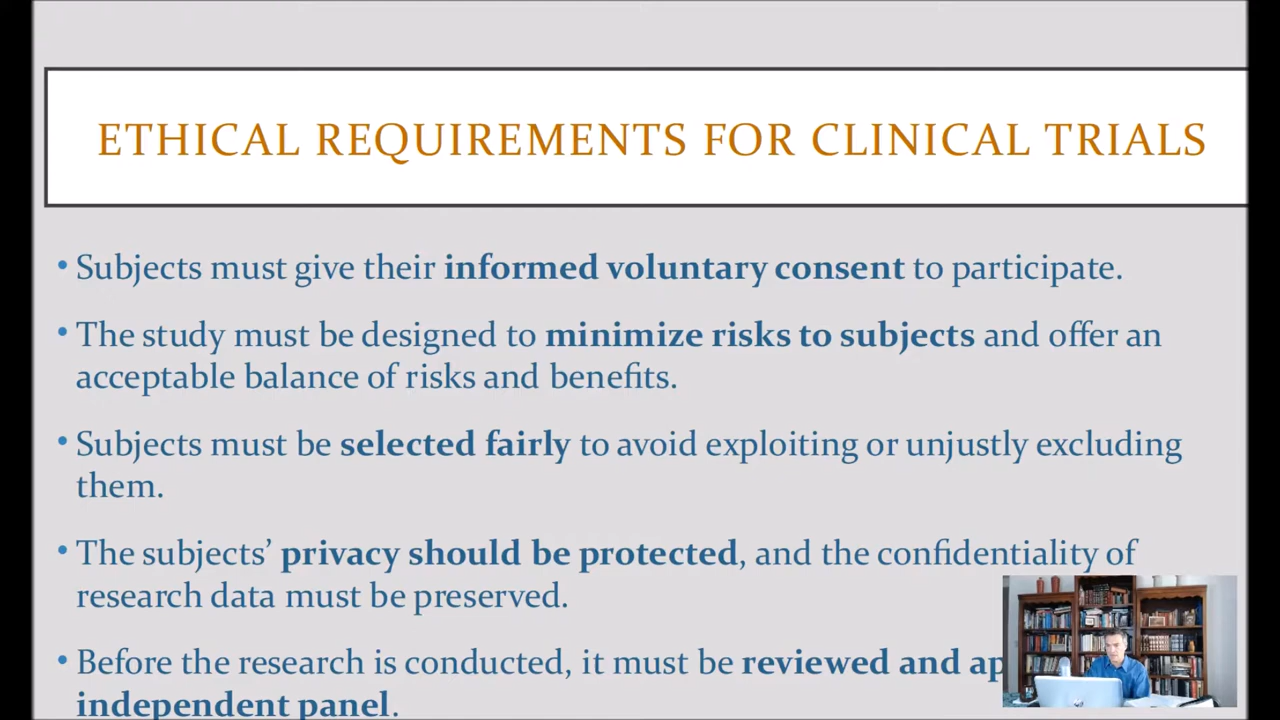 ETHICAL REQUIREMENTS FOR CLINICAL TRIALS
• Subjects must give their informed voluntary consent to participate.
• The study must be designed to minimize risks to subjects and offer an
acceptable balance of risks and benefits.
• Subjects must be selected fairly to avoid exploiting or unjustly excluding
them.
• The subjects’ privacy should be protected, and the confidentiality of
research data must be preserved.
• Before the research is conducted, it must be reviewed and
independent panel.